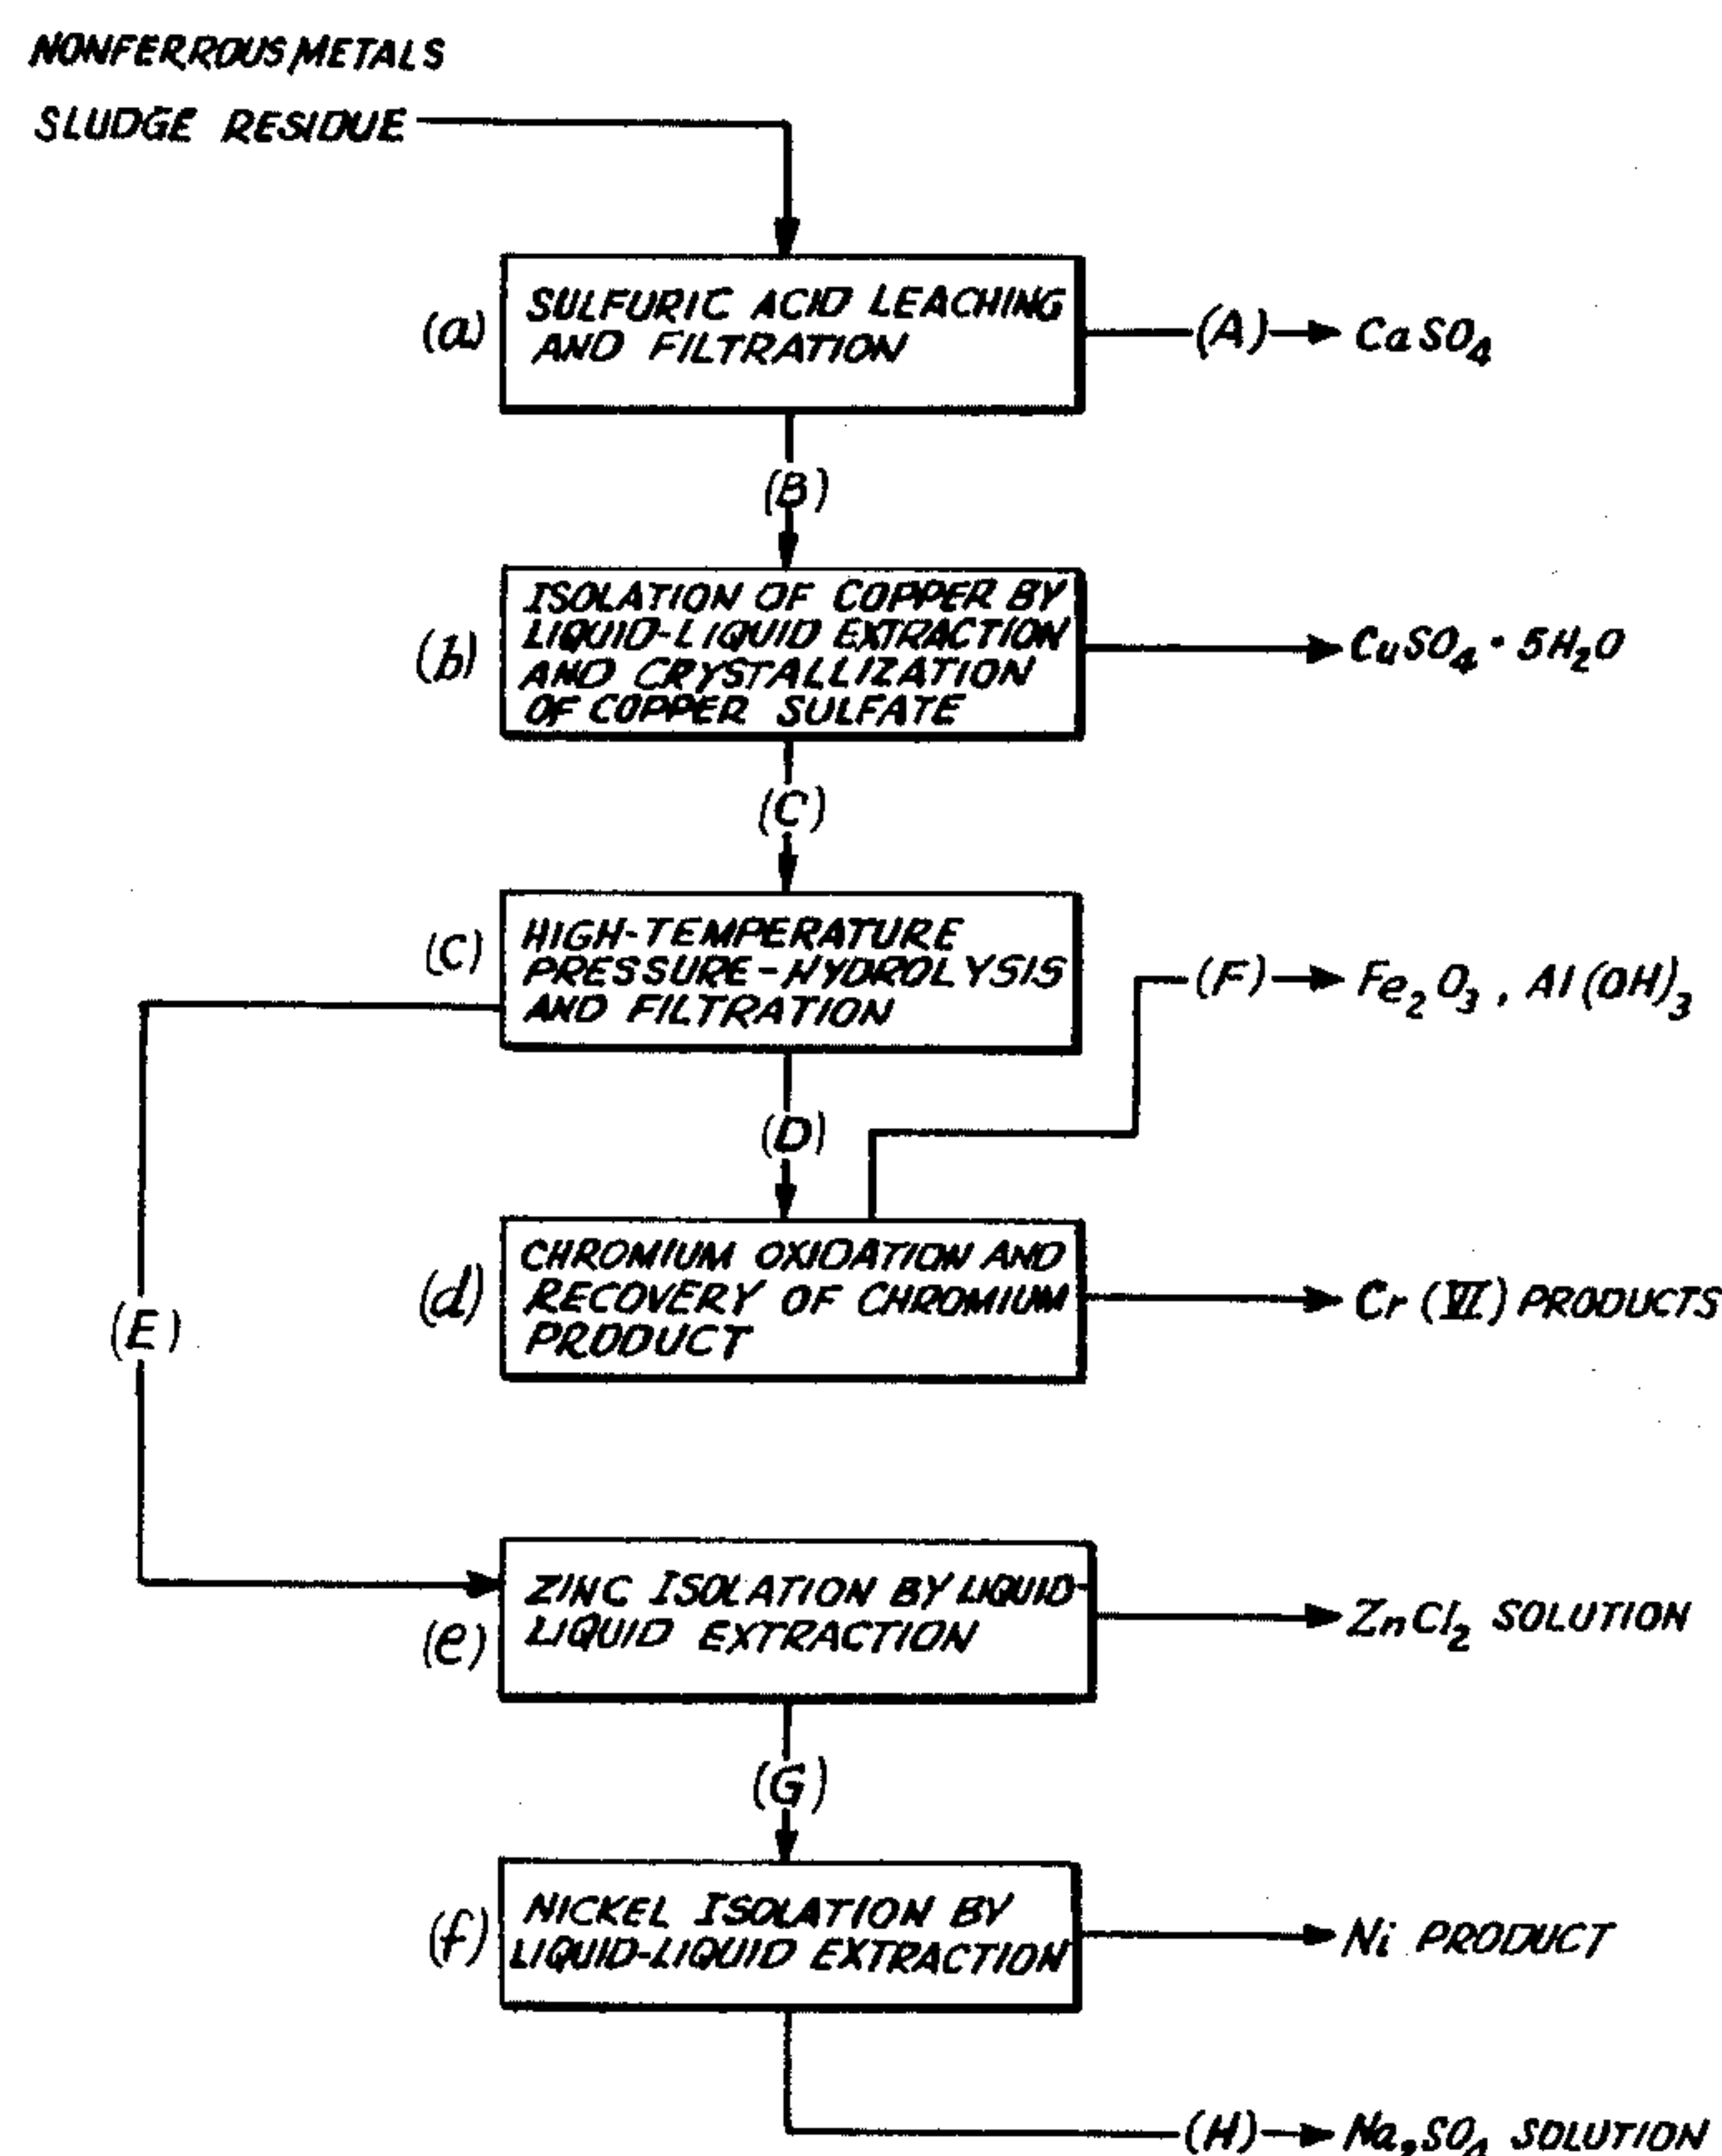 NONFERROUS METALS
SLUDGE RESIDUE
(a)
SULFURIC ACID LEACHING
AND FILTRATION
(A)
CaSO4
(B)
(b)
ISOLATION OF COPPER BY
LIQUID-LIQUID EXTRACTION
AND CRYSTALLIZATION
OF COPPER SULFATE
CuSO4 · 5H2O
(C)
(c)
HIGH-TEMPERATURE
PRESSURE-HYDROLYSIS
AND FILTRATION
(F)
Fe2O3, Al(OH)3
(D)
(d)
CHROMIUM OXIDATION AND
RECOVERY OF CHROMIUM
PRODUCT
Cr (VI) PRODUCTS
(E)
(e)
ZINC ISOLATION BY LIQUID-
LIQUID EXTRACTION
ZnCl2 SOLUTION
(G)
(f)
NICKEL ISOLATION BY
LIQUID-LIQUID EXTRACTION
Ni PRODUCT
(H)
Na2SO4 SOLUTION